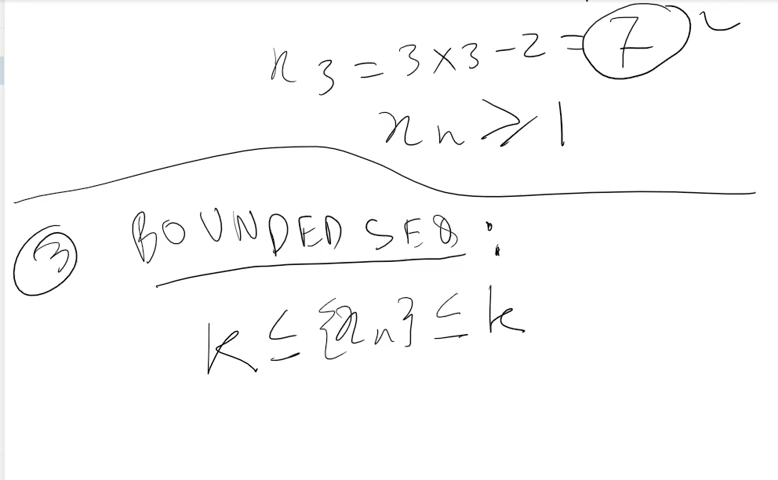 x3 = 3×3-2 = 7
xn ≥ 1
③ BOUNDED SEQ :
K ≤ {xn} ≤ k